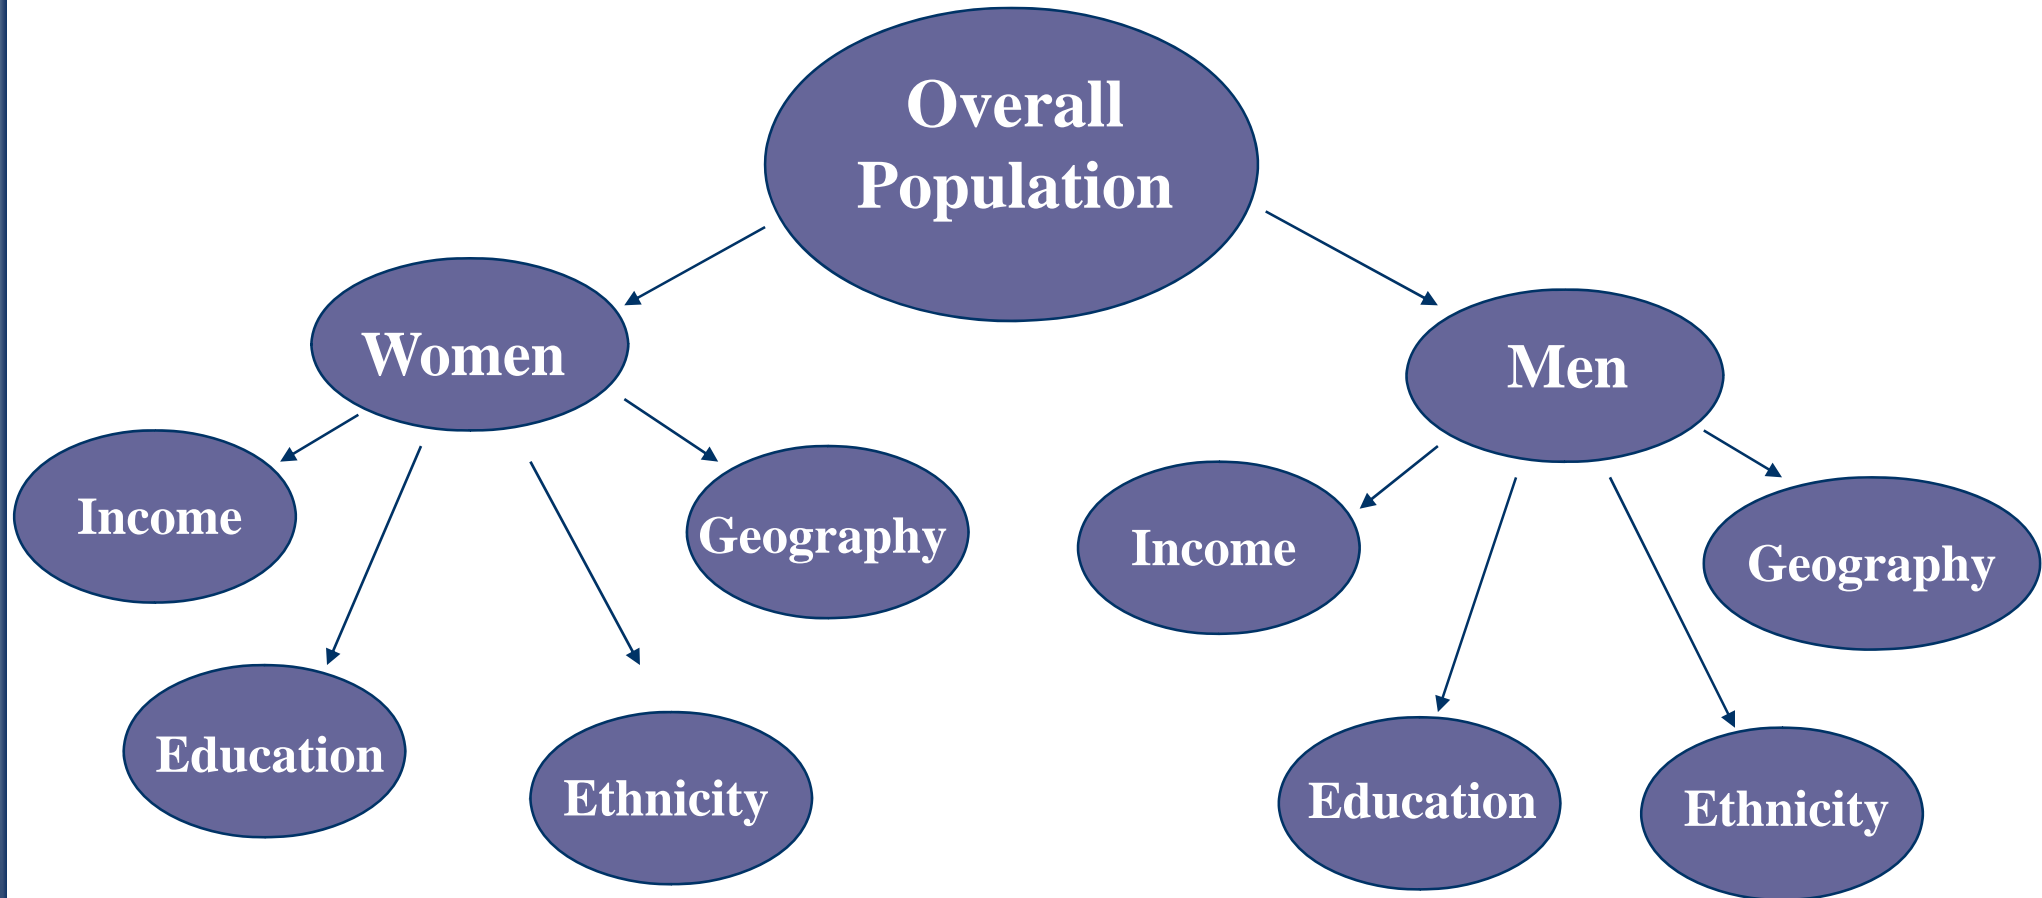 Overall
Population
Women
Men
Income
Geography
Income
Geography
Education
Ethnicity
Education
Ethnicity